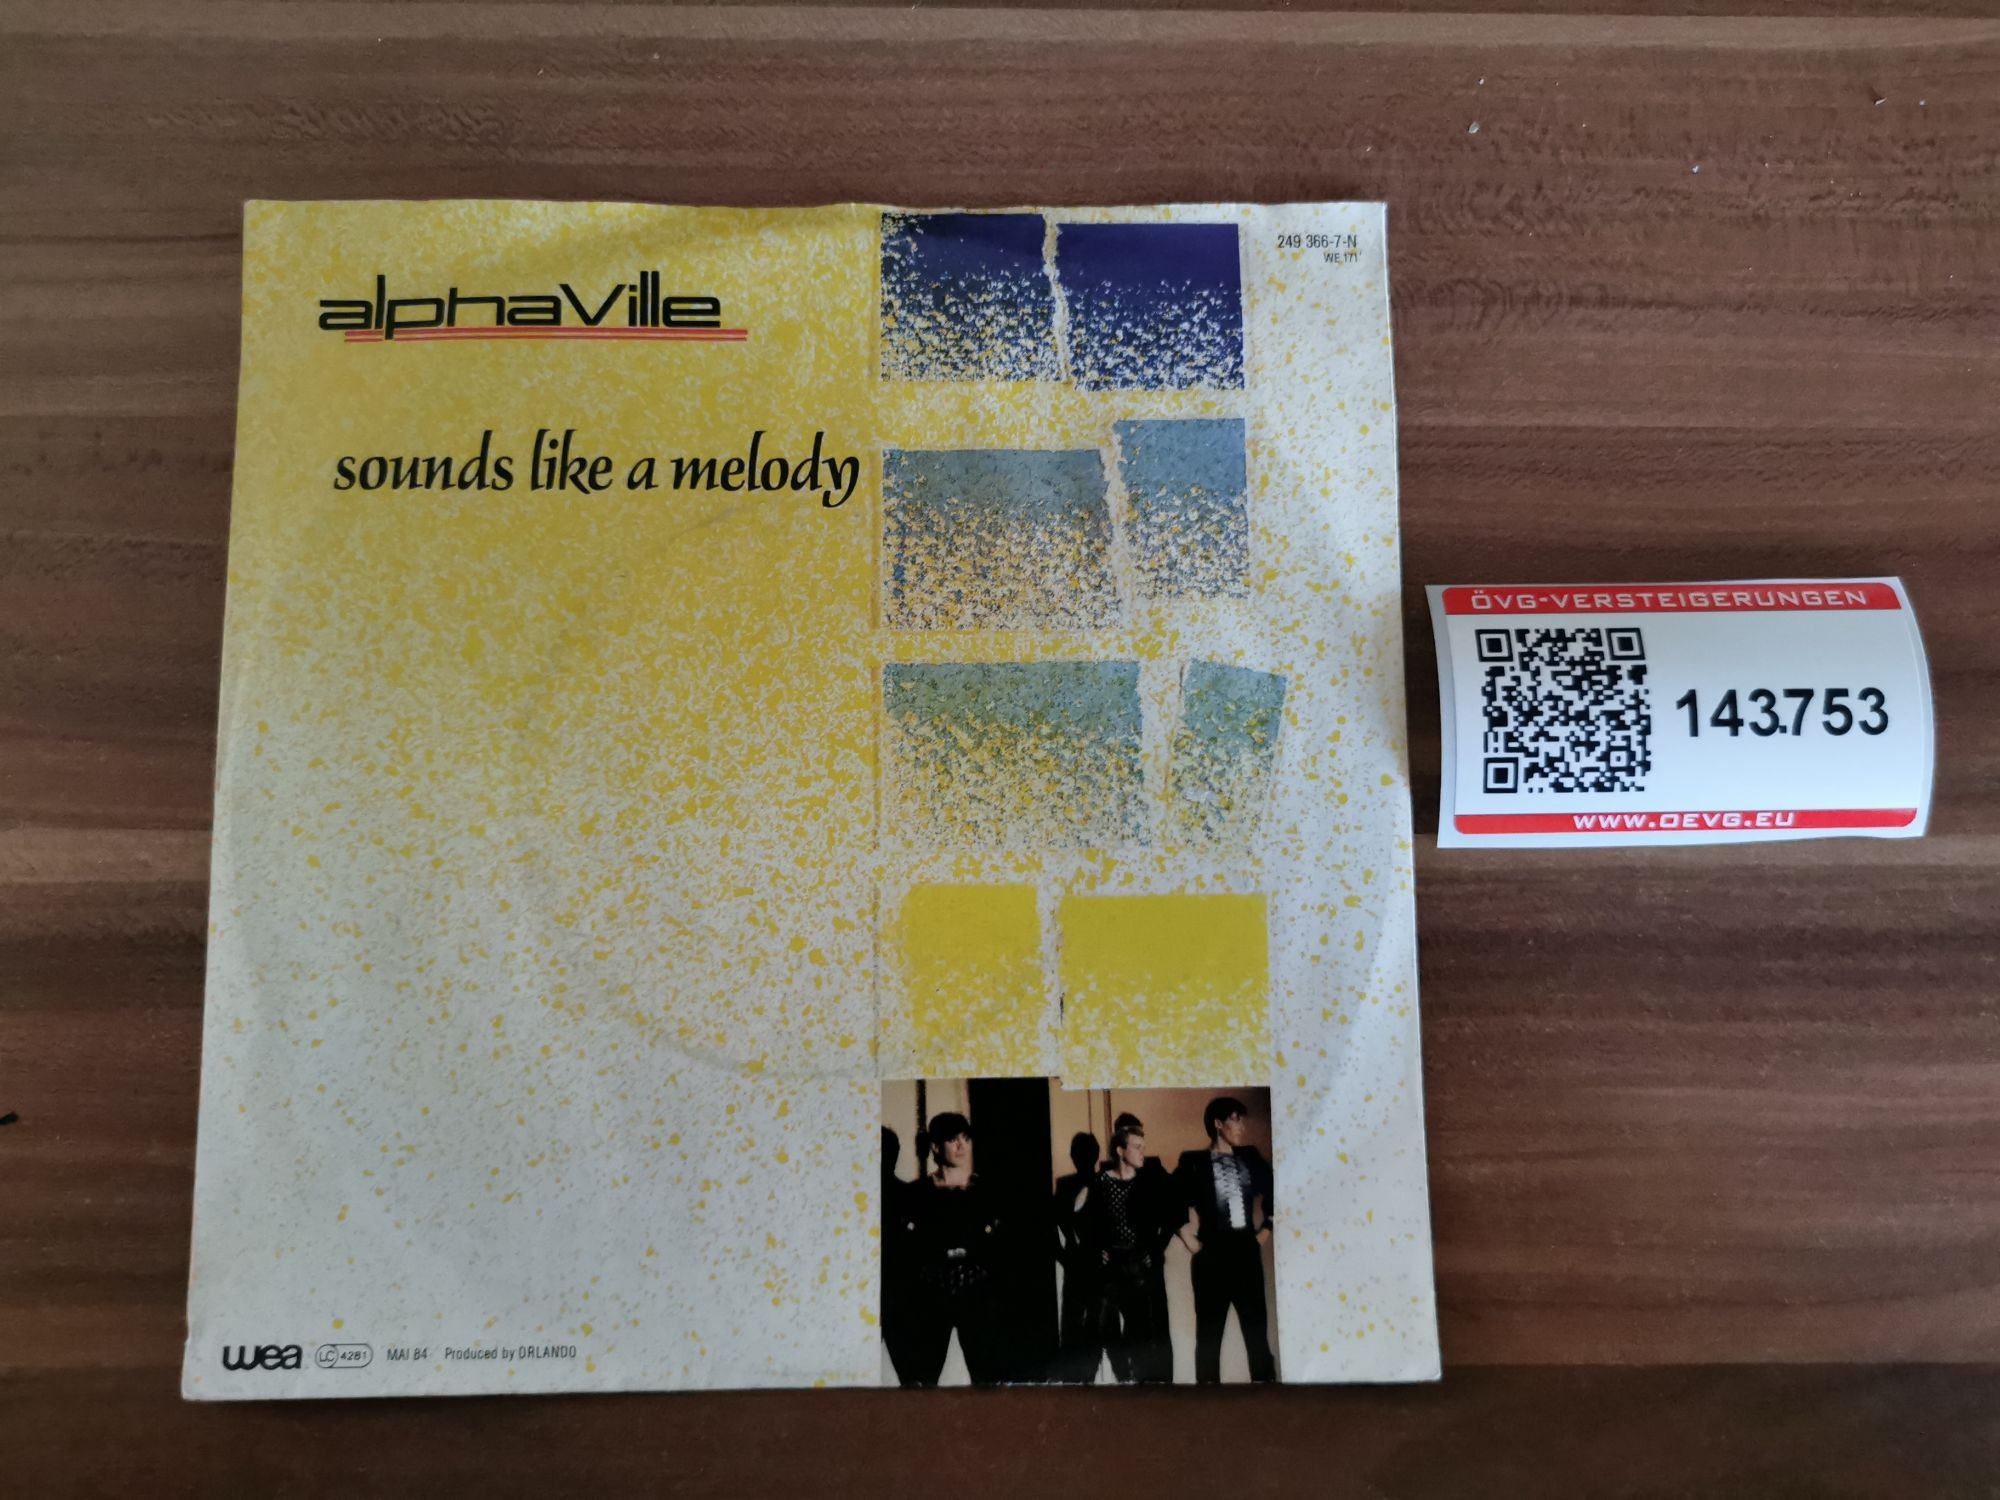 alphaVille
sounds like a melody
249 366-7-N
WE 171
wea LC 4281 MAI 84 Produced by ORLANDO
ÖVG-VERSTEIGERUNGEN
143.753
WWW.OEVG.EU